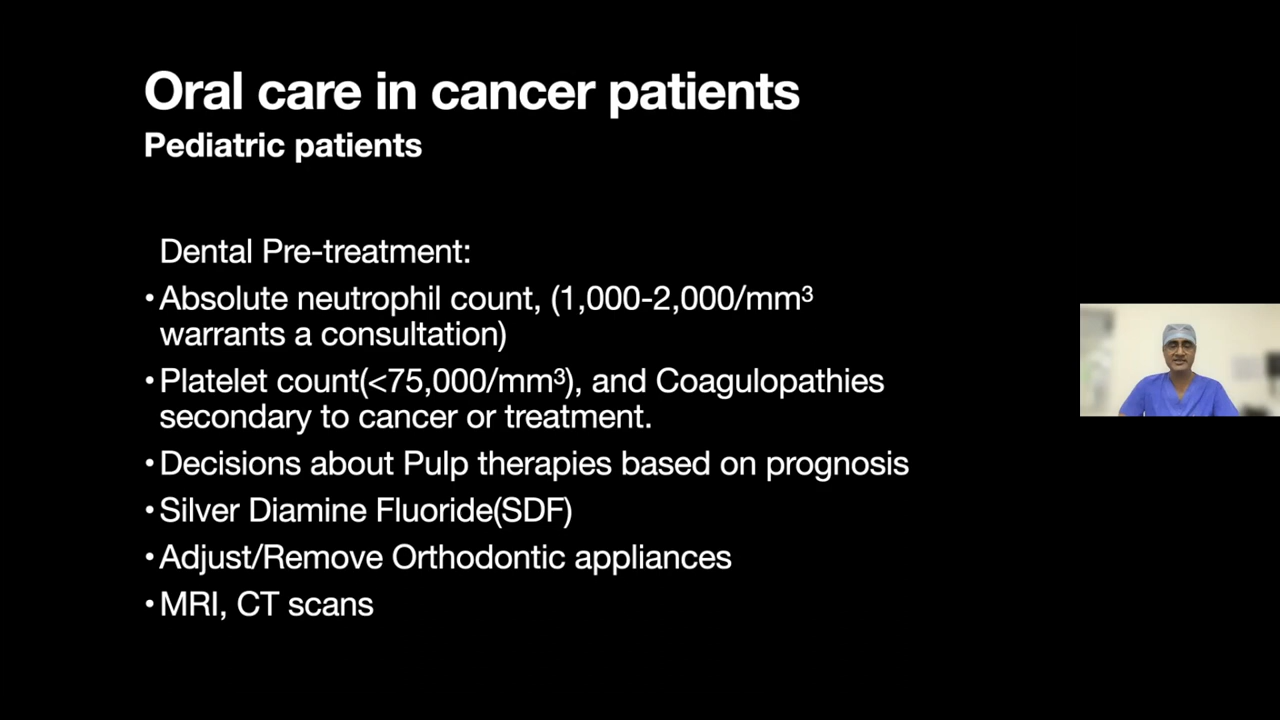 Oral care in cancer patients
Pediatric patients
Dental Pre-treatment:
•Absolute neutrophil count, (1,000-2,000/mm³
warrants a consultation)
•Platelet count(<75,000/mm³), and Coagulopathies
secondary to cancer or treatment.
•Decisions about Pulp therapies based on prognosis
•Silver Diamine Fluoride(SDF)
•Adjust/Remove Orthodontic appliances
•MRI, CT scans